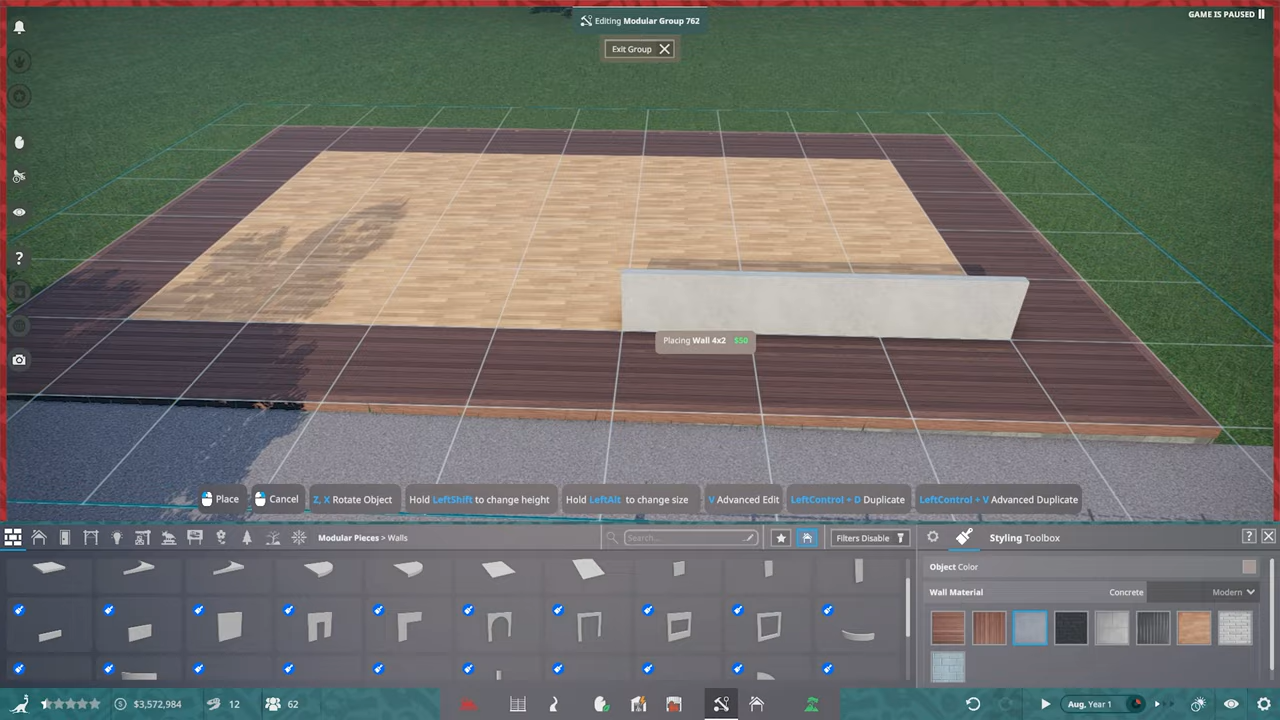 Editing Modular Group 762
GAME IS PAUSED
Exit Group
?
Placing Wall 4x2 $50
Place
Cancel
Z, X Rotate Object
Hold LeftShift to change height
Hold LeftAlt to change size
V Advanced Edit
LeftControl + D Duplicate
LeftControl + V Advanced Duplicate
Modular Pieces > Walls
Search...
Filters Disable
Styling Toolbox
?
Object Color
Wall Material Concrete Modern
$3,572,984
12
62
Aug, Year 1